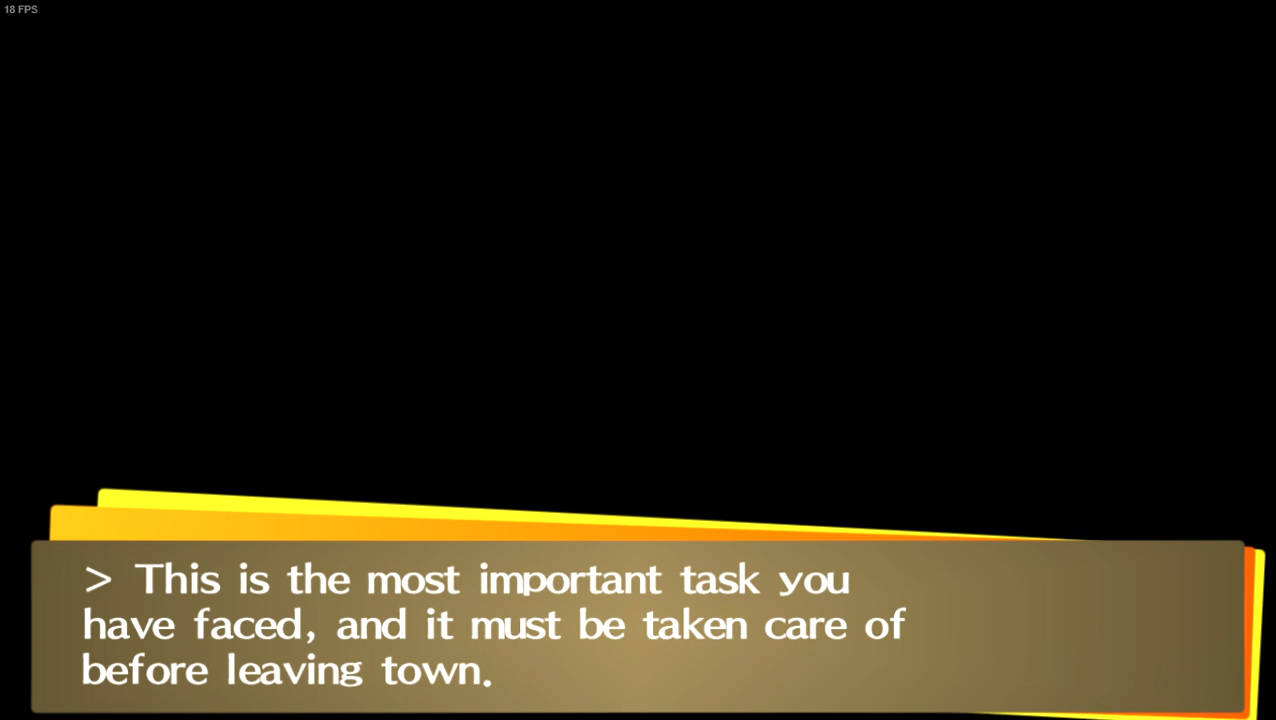 18 FPS
> This is the most important task you
have faced, and it must be taken care of
before leaving town.